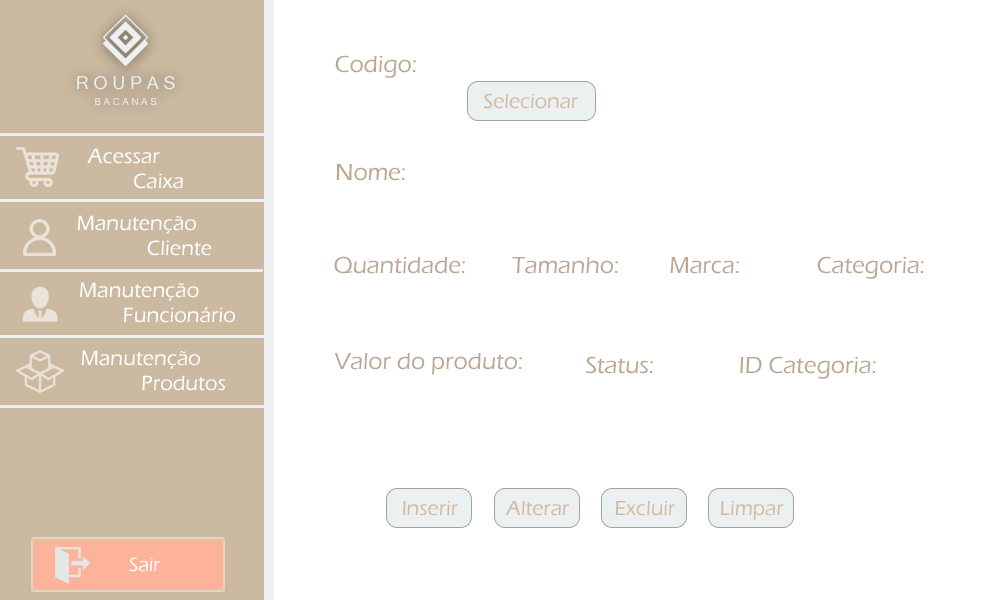 ROUPAS
BACANAS
Acessar
Caixa
Manutenção
Cliente
Manutenção
Funcionário
Manutenção
Produtos
Sair
Codigo:
Selecionar
Nome:
Quantidade: Tamanho: Marca: Categoria:
Valor do produto: Status: ID Categoria:
Inserir Alterar Excluir Limpar